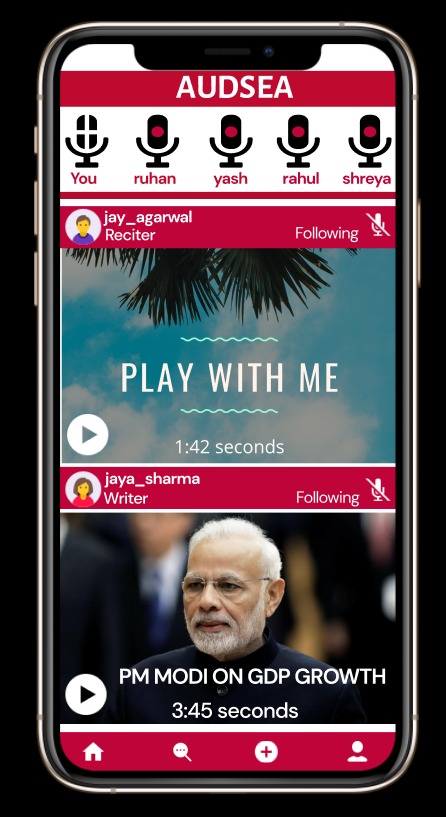 AUDSEA
You ruhan yash rahul shreya
jay_agarwal
Reciter Following
PLAY WITH ME
1:42 seconds
jaya_sharma
Writer Following
PM MODI ON GDP GROWTH
3:45 seconds